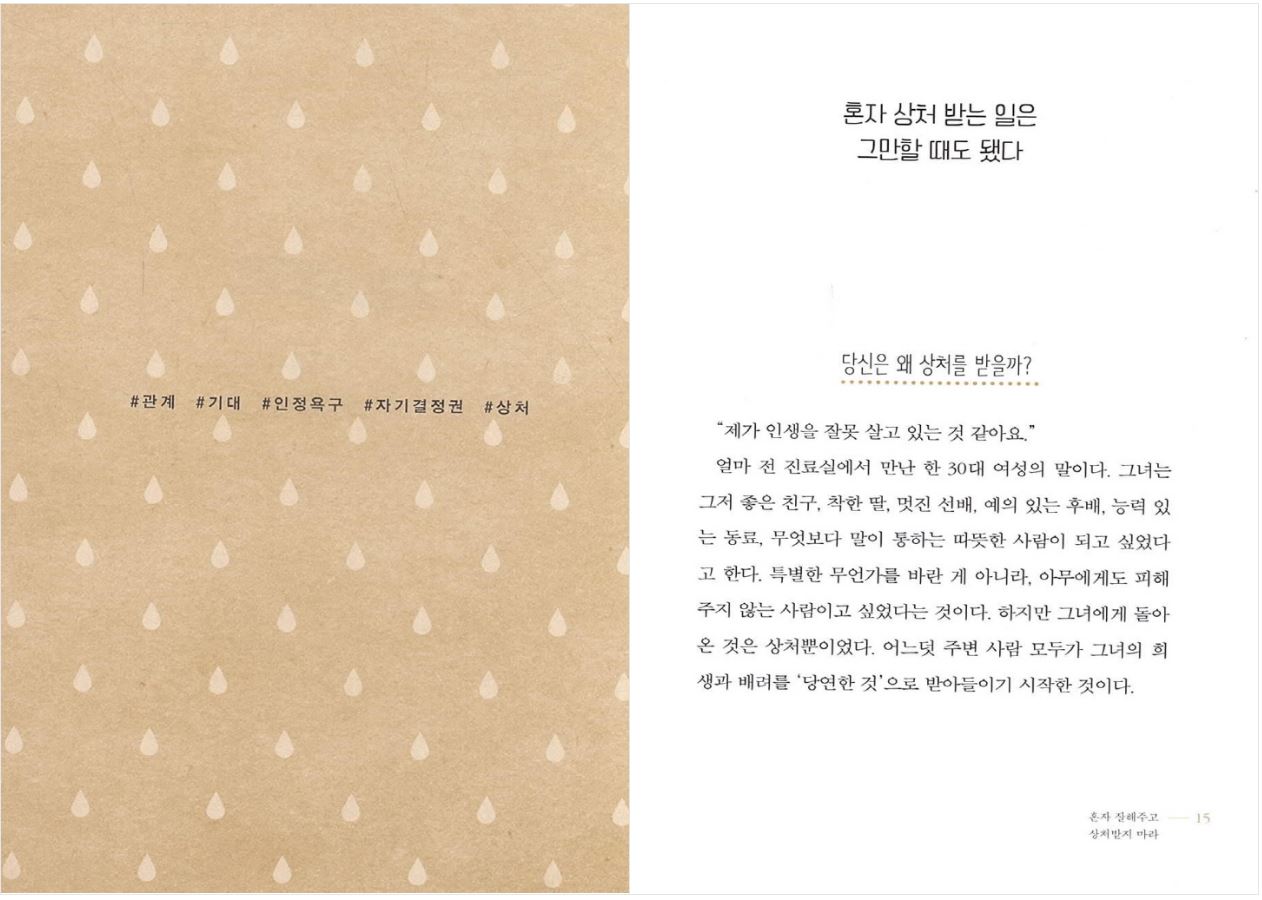 #관계 #기대 #인정욕구 #자기결정권 #상처
혼자 상처 받는 일은
그만할 때도 됐다
당신은 왜 상처를 받을까?
“제가 인생을 잘못 살고 있는 것 같아요.”
얼마 전 진료실에서 만난 한 30대 여성의 말이다. 그녀는
그저 좋은 친구, 착한 딸, 멋진 선배, 예의 있는 후배, 능력 있
는 동료, 무엇보다 말이 통하는 따뜻한 사람이 되고 싶었다
고 한다. 특별한 무언가를 바란 게 아니라, 아무에게도 피해
주지 않는 사람이고 싶었다는 것이다. 하지만 그녀에게 돌아
온 것은 상처뿐이었다. 어느덧 주변 사람 모두가 그녀의 희
생과 배려를 ‘당연한 것’으로 받아들이기 시작한 것이다.
혼자 잘해주고 15
상처받지 마라